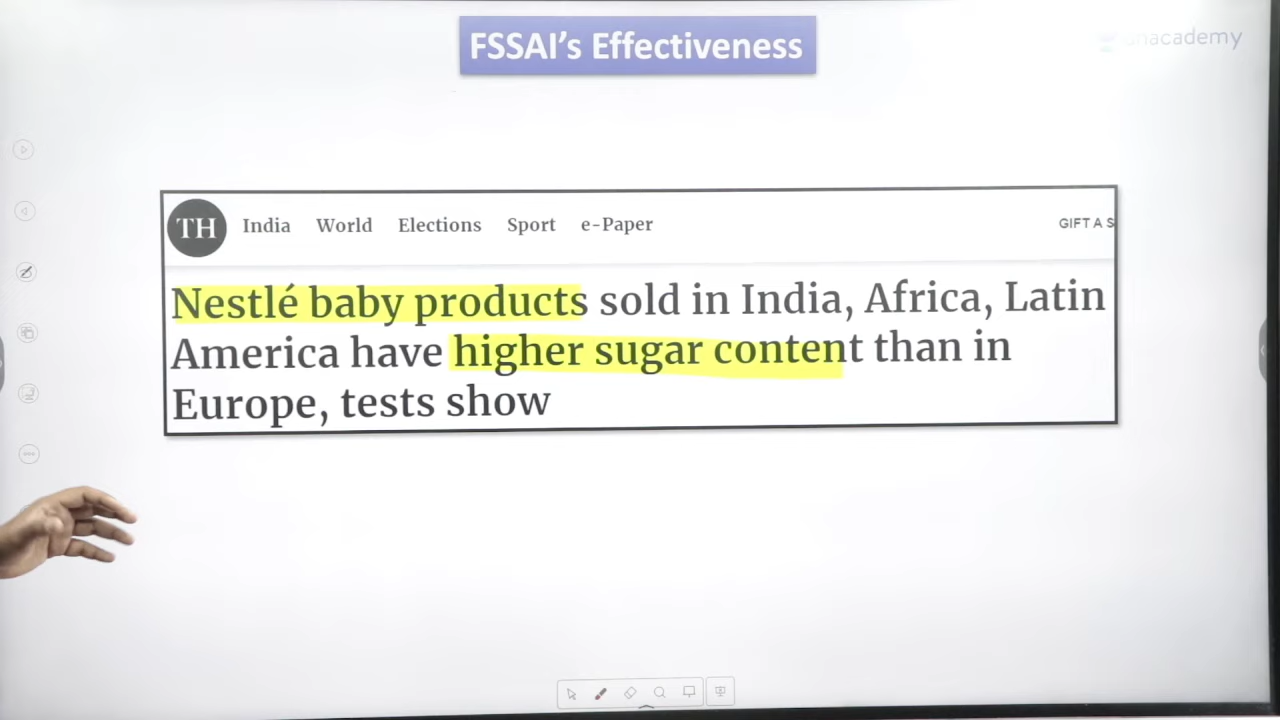 FSSAI's Effectiveness
unacademy
TH India World Elections Sport e-Paper GIFT A S
Nestlé baby products sold in India, Africa, Latin
America have higher sugar content than in
Europe, tests show